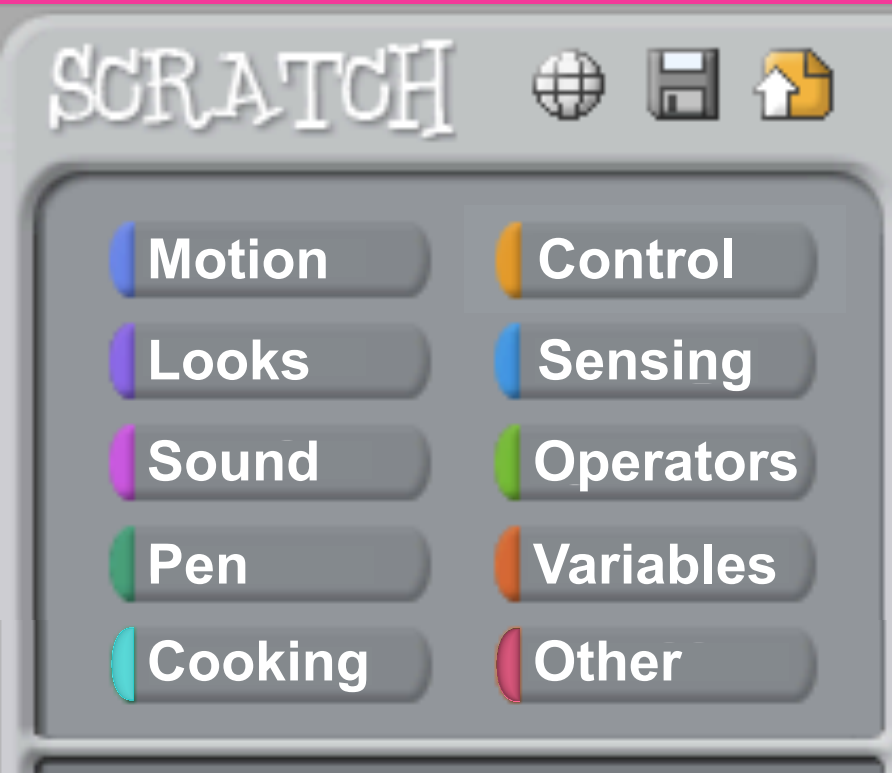 SCRATCH
Motion Control
Looks Sensing
Sound Operators
Pen Variables
Cooking Other